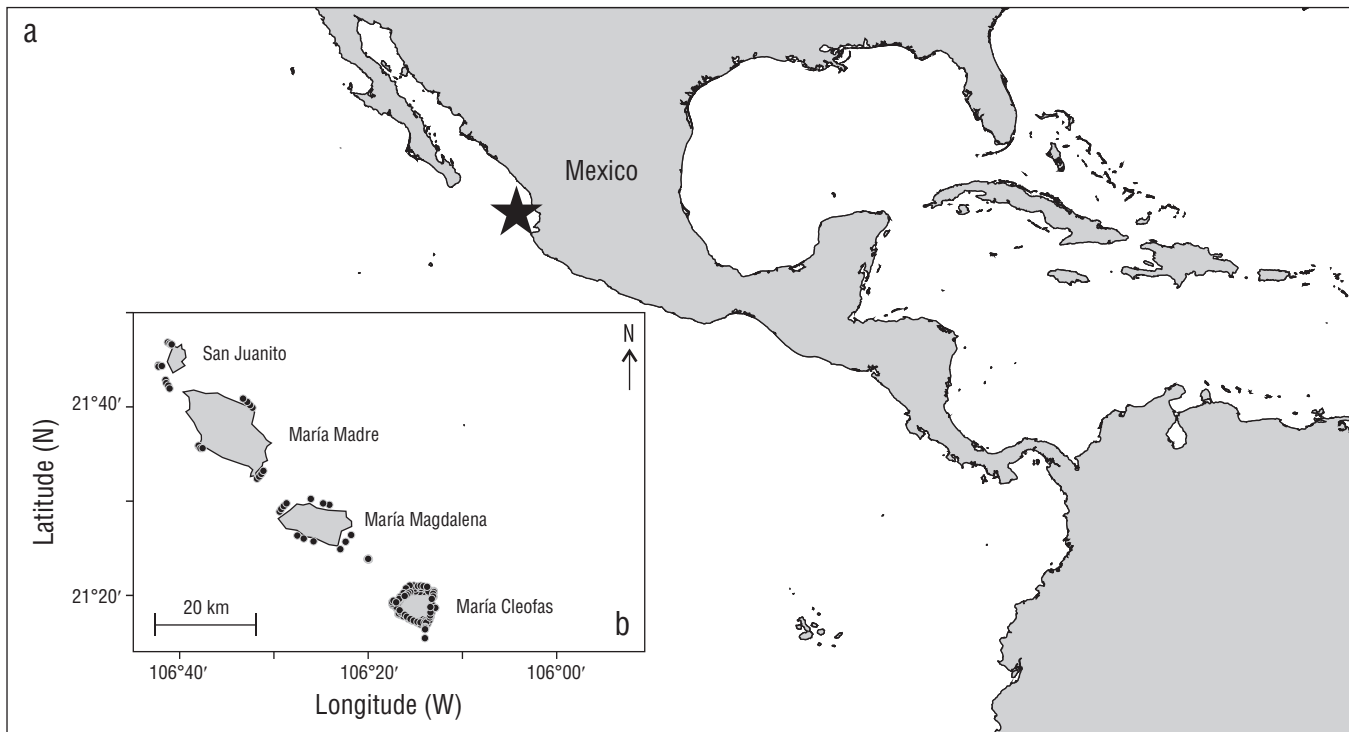 a
Mexico
N
San Juanito
21°40′
María Madre
Latitude (N)
María Magdalena
21°20′
20 km
María Cleofas
b
106°40′ 106°20′ 106°00′
Longitude (W)